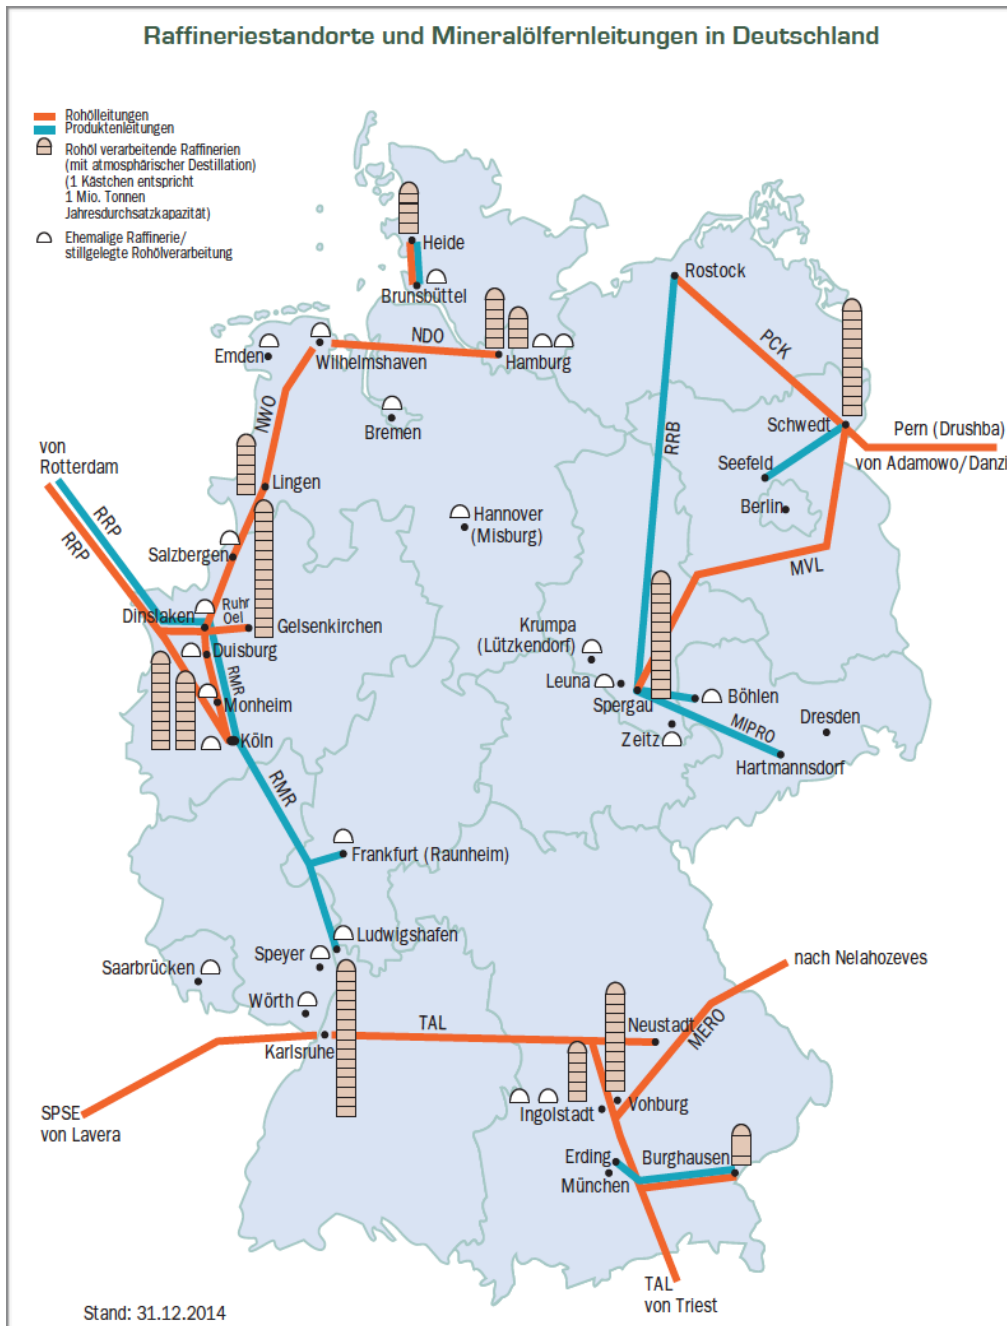 Raffineriestandorte und Mineralölfernleitungen in Deutschland
Rohölleitungen
Produktenleitungen
Rohöl verarbeitende Raffinerien
(mit atmosphärischer Destillation)
(1 Kästchen entspricht
1 Mio. Tonnen
Jahresdurchsatzkapazität)
Ehemalige Raffinerie/
stillgelegte Rohölverarbeitung
Heide
Brunsbüttel
Rostock
NDO
PCK
Emden
Wilhelmshaven
Hamburg
NWO
Bremen
RRB
Schwedt
Pern (Drushba)
von Adamowo/Danzi
von
Rotterdam
Seefeld
Berlin
Lingen
RRP
RRP
Hannover
(Misburg)
Salzbergen
MVL
Dinslaken
Ruhr
Oel
Gelsenkirchen
Krumpa
(Lützkendorf)
Duisburg
RMR
Leuna
Monheim
Spergau
Böhlen
MIPRO
Dresden
Köln
Zeitz
Hartmannsdorf
RMR
Frankfurt (Raunheim)
Ludwigshafen
Speyer
Saarbrücken
nach Nelahozeves
Wörth
TAL
Neustadt
MERO
Karlsruhe
SPSE
von Lavera
Ingolstadt
Vohburg
Erding
Burghausen
München
TAL
von Triest
Stand: 31.12.2014